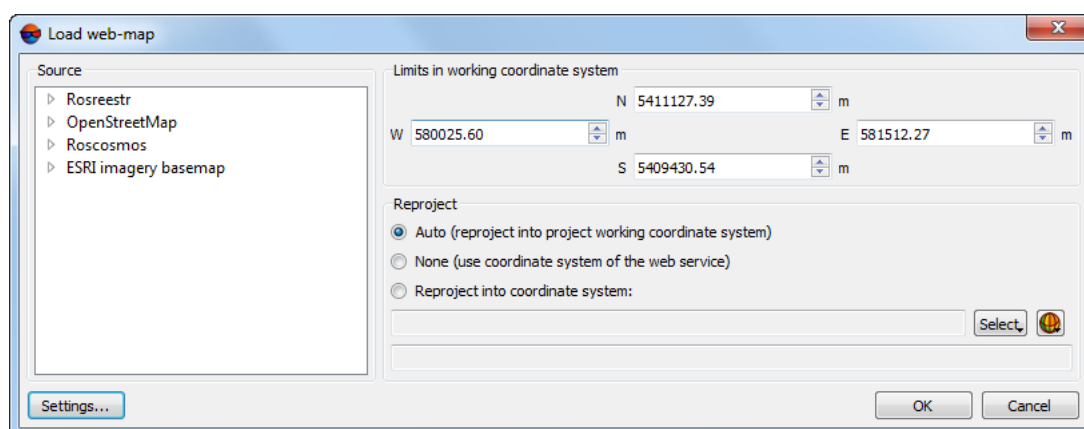 Load web-map
Source
Rosreestr
OpenStreetMap
Roscosmos
ESRI imagery basemap
Limits in working coordinate system
N 5411127.39 m
W 580025.60 m
E 581512.27 m
S 5409430.54 m
Reproject
Auto (reproject into project working coordinate system)
None (use coordinate system of the web service)
Reproject into coordinate system:
Select
Settings...
OK
Cancel